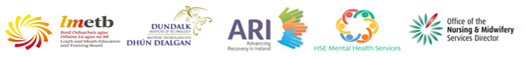 lmetb
Bord Oideachais agus
Oiliúna Lú agus na Mí
Louth and Meath Education
and Training Board
DUNDALK
INSTITUTE OF TECHNOLOGY
INSTITIÚID TEICNEOLAÍOCHTA
DHÚN DEALGAN
ARI
Advancing
Recovery in Ireland
HSE Mental Health Services
Office of the
Nursing & Midwifery
Services Director